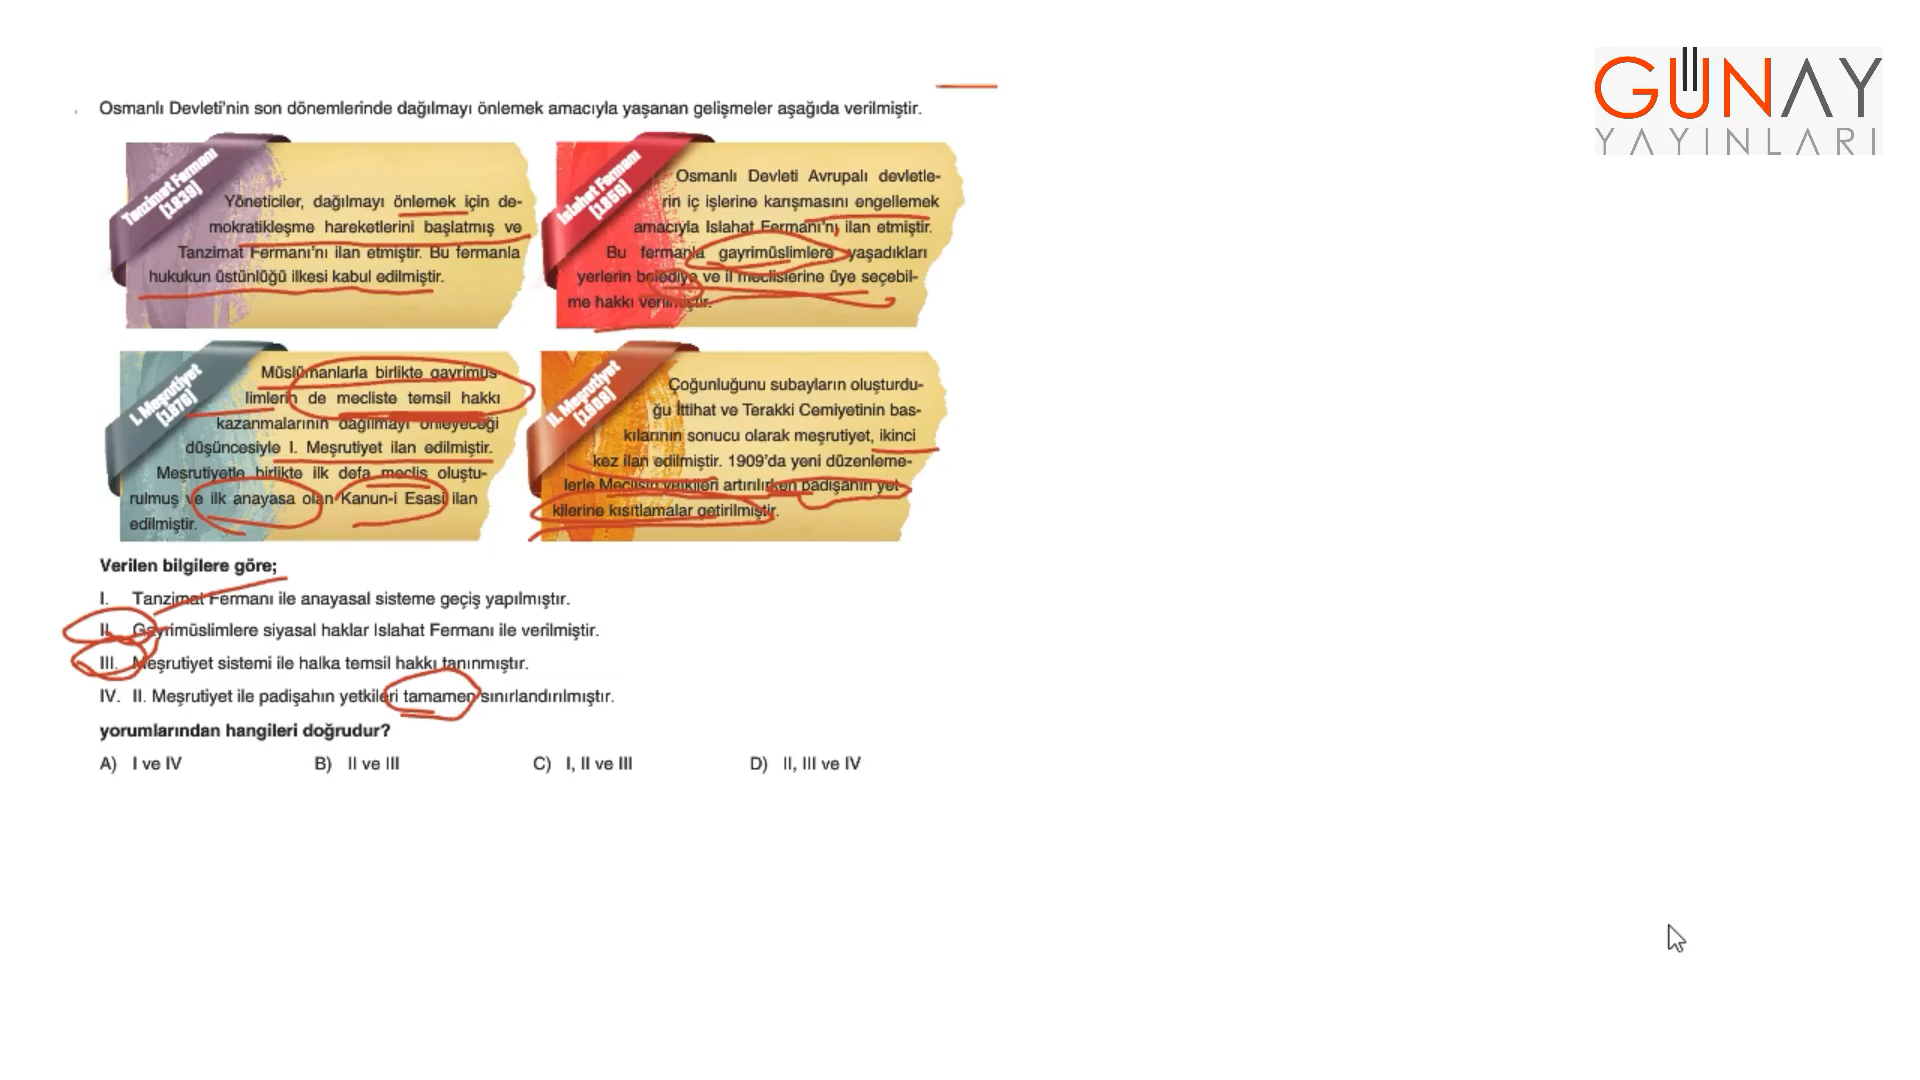 GÜNAY
YAYINLARI
Osmanlı Devleti'nin son dönemlerinde dağılmayı önlemek amacıyla yaşanan gelişmeler aşağıda verilmiştir.
Tanzimat Fermanı
(1839)
Yöneticiler, dağılmayı önlemek için de-
mokratikleşme hareketlerini başlatmış ve
Tanzimat Fermanı'nı ilan etmiştir. Bu fermanla
hukukun üstünlüğü ilkesi kabul edilmiştir.
Islahat Fermanı
(1856)
Osmanlı Devleti Avrupalı devletle-
rin iç işlerine karışmasını engellemek
amacıyla Islahat Fermanı'nı ilan etmiştir.
Bu fermanla gayrimüslimlere yaşadıkları
yerlerin belediye ve il meclislerine üye seçebil-
me hakkı verilmiştir.
I. Meşrutiyet
(1876)
Müslümanlarla birlikte gayrimüs-
limlerin de mecliste temsil hakkı
kazanmalarının dağılmayı önleyeceği
düşüncesiyle I. Meşrutiyet ilan edilmiştir.
Meşrutiyetle birlikte ilk defa meclis oluştu-
rulmuş ve ilk anayasa olan Kanun-i Esasi ilan
edilmiştir.
II. Meşrutiyet
(1908)
Çoğunluğunu subayların oluşturdu-
ğu İttihat ve Terakki Cemiyetinin bas-
kılarının sonucu olarak meşrutiyet, ikinci
kez ilan edilmiştir. 1909'da yeni düzenleme-
lerle Meclisin yetkileri artırılırken padişahın yet-
kilerine kısıtlamalar getirilmiştir.
Verilen bilgilere göre;
I. Tanzimat Fermanı ile anayasal sisteme geçiş yapılmıştır.
II. Gayrimüslimlere siyasal haklar Islahat Fermanı ile verilmiştir.
III. Meşrutiyet sistemi ile halka temsil hakkı tanınmıştır.
IV. II. Meşrutiyet ile padişahın yetkileri tamamen sınırlandırılmıştır.
yorumlarından hangileri doğrudur?
A) I ve IV B) II ve III C) I, II ve III D) II, III ve IV